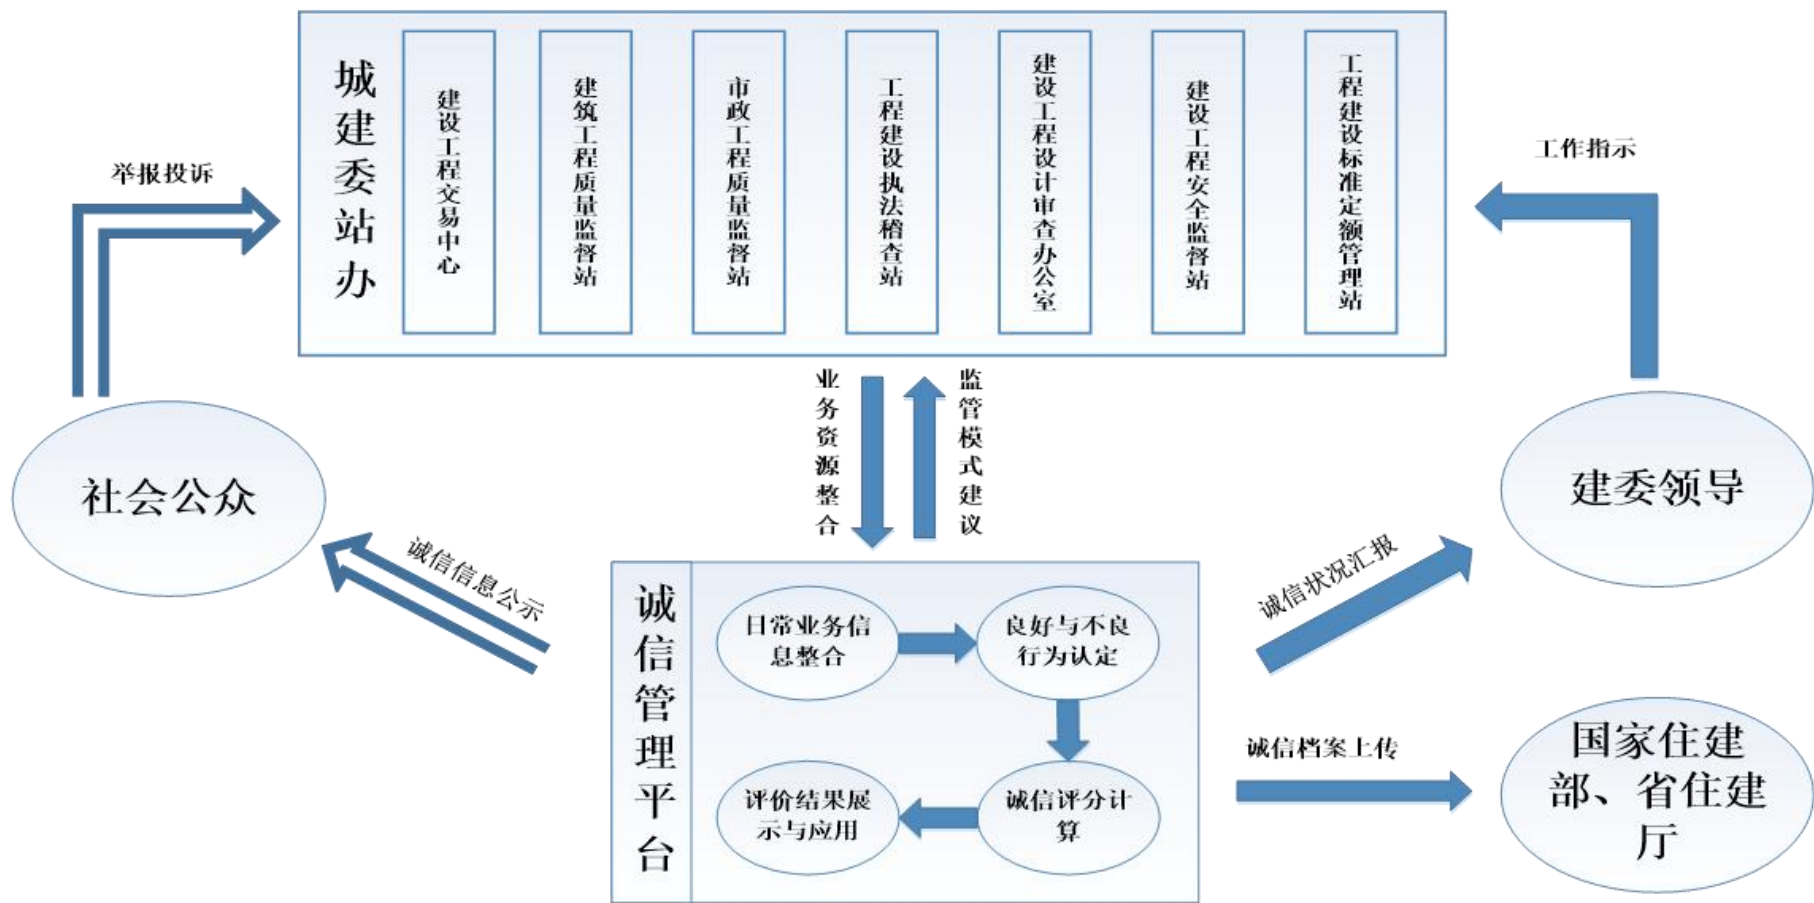 城建委站办
建设工程交易中心
建筑工程质量监督站
市政工程质量监督站
工程建设执法稽查站
建设工程设计审查办公室
建设工程安全监督站
工程建设标准定额管理站
举报投诉
工作指示
业务资源整合
监管模式建议
社会公众
建委领导
诚信信息公示
诚信状况汇报
诚信管理平台
日常业务信
息整合
良好与不良
行为认定
评价结果展
示与应用
诚信评分计
算
诚信档案上传
国家住建
部、省住建
厅